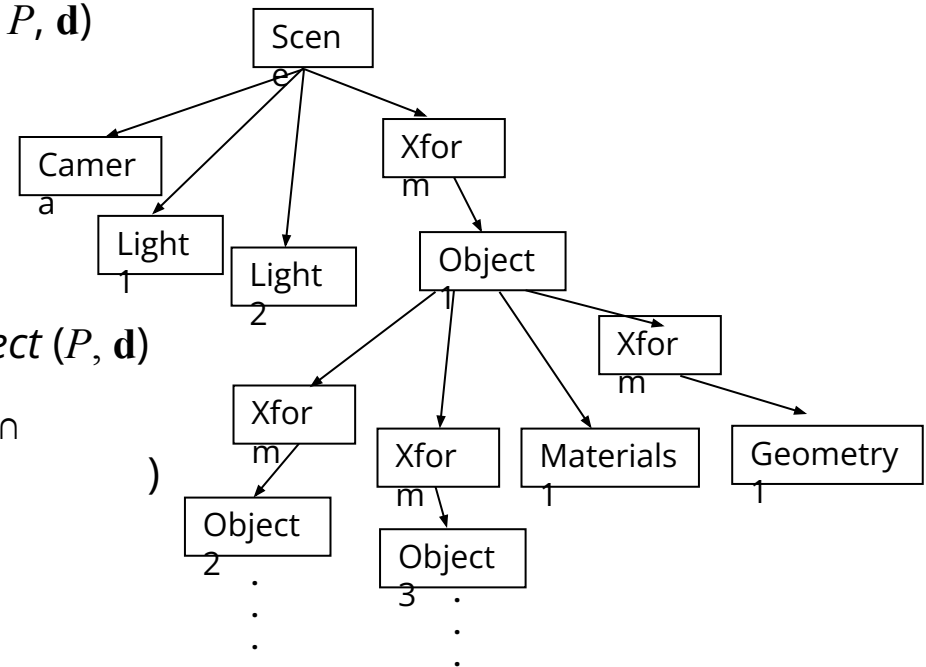 P, d)
Scen
e
Camer
a
Xfor
m
Light
1
Light
2
Object
1
ect (P, d)
Xfor
m
∩
)
Xfor
m
Xfor
m
Materials
1
Geometry
1
Object
2
Object
3
.
.
.
.
.
.